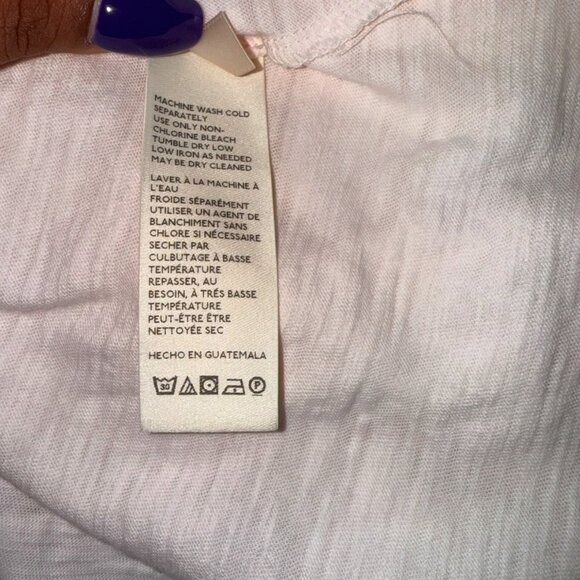 MACHINE WASH COLD
SEPARATELY
USE ONLY NON-
CHLORINE BLEACH
TUMBLE DRY LOW
LOW IRON AS NEEDED
MAY BE DRY CLEANED
LAVER À LA MACHINE À
L'EAU
FROIDE SÉPARÉMENT
UTILISER UN AGENT DE
BLANCHIMENT SANS
CHLORE SI NÉCESSAIRE
SECHER PAR
CULBUTAGE À BASSE
TEMPÉRATURE
REPASSER, AU
BESOIN, À TRÉS BASSE
TEMPÉRATURE
PEUT-ÊTRE
NETTOYÉE SEC
HECHO EN GUATEMALA
30 P